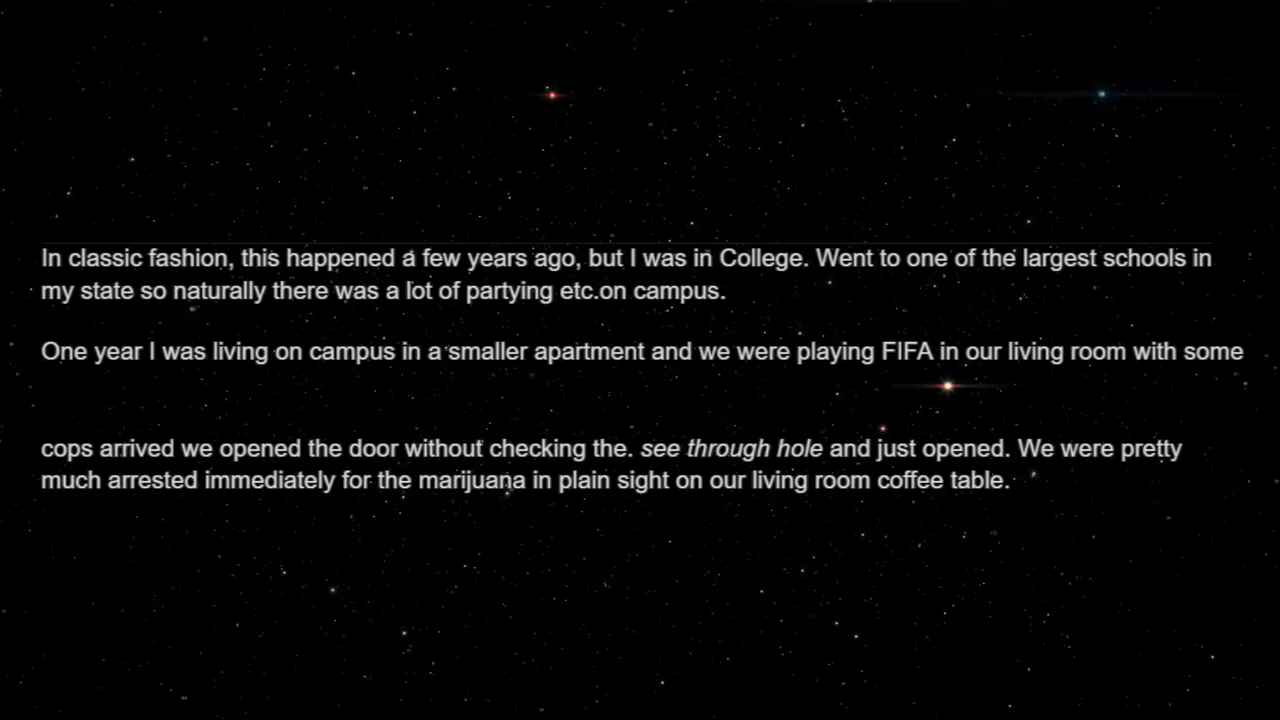 In classic fashion, this happened a few years ago, but I was in College. Went to one of the largest schools in
my state so naturally there was a lot of partying etc.on campus.
One year I was living on campus in a smaller apartment and we were playing FIFA in our living room with some
cops arrived we opened the door without checking the. see through hole and just opened. We were pretty
much arrested immediately for the marijuana in plain sight on our living room coffee table.